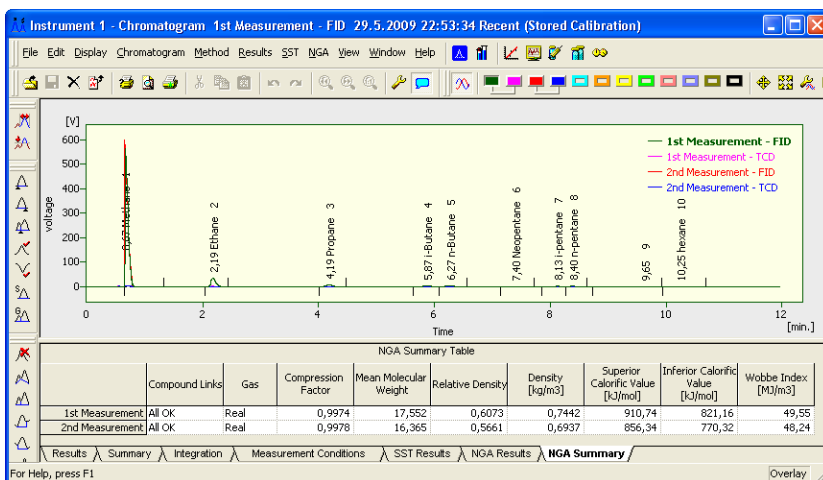 Instrument 1 - Chromatogram  1st Measurement - FID  29.5.2009 22:53:34 Recent (Stored Calibration)
File Edit Display Chromatogram Method Results SST NGA View Window Help
[V]
600
500
400
300
200
100
0
voltage
0,67 Methane 1
2,19 Ethane 2
4,19 Propane 3
5,87 i-Butane 4
6,27 n-Butane 5
7,40 Neopentane 6
8,13 i-pentane 7
8,40 n-pentane 8
9,65 9
10,25 hexane 10
1st Measurement - FID
1st Measurement - TCD
2nd Measurement - FID
2nd Measurement - TCD
0 2 4 6 8 10 12
Time
[min.]
NGA Summary Table
Compound Links Gas Compression Factor Mean Molecular Weight Relative Density Density [kg/m3] Superior Calorific Value [kJ/mol] Inferior Calorific Value [kJ/mol] Wobbe Index [MJ/m3]
1st Measurement All OK Real 0,9974 17,552 0,6073 0,7442 910,74 821,16 49,55
2nd Measurement All OK Real 0,9978 16,365 0,5661 0,6937 856,34 770,32 48,24
Results Summary Integration Measurement Conditions SST Results NGA Results NGA Summary
For Help, press F1
Overlay